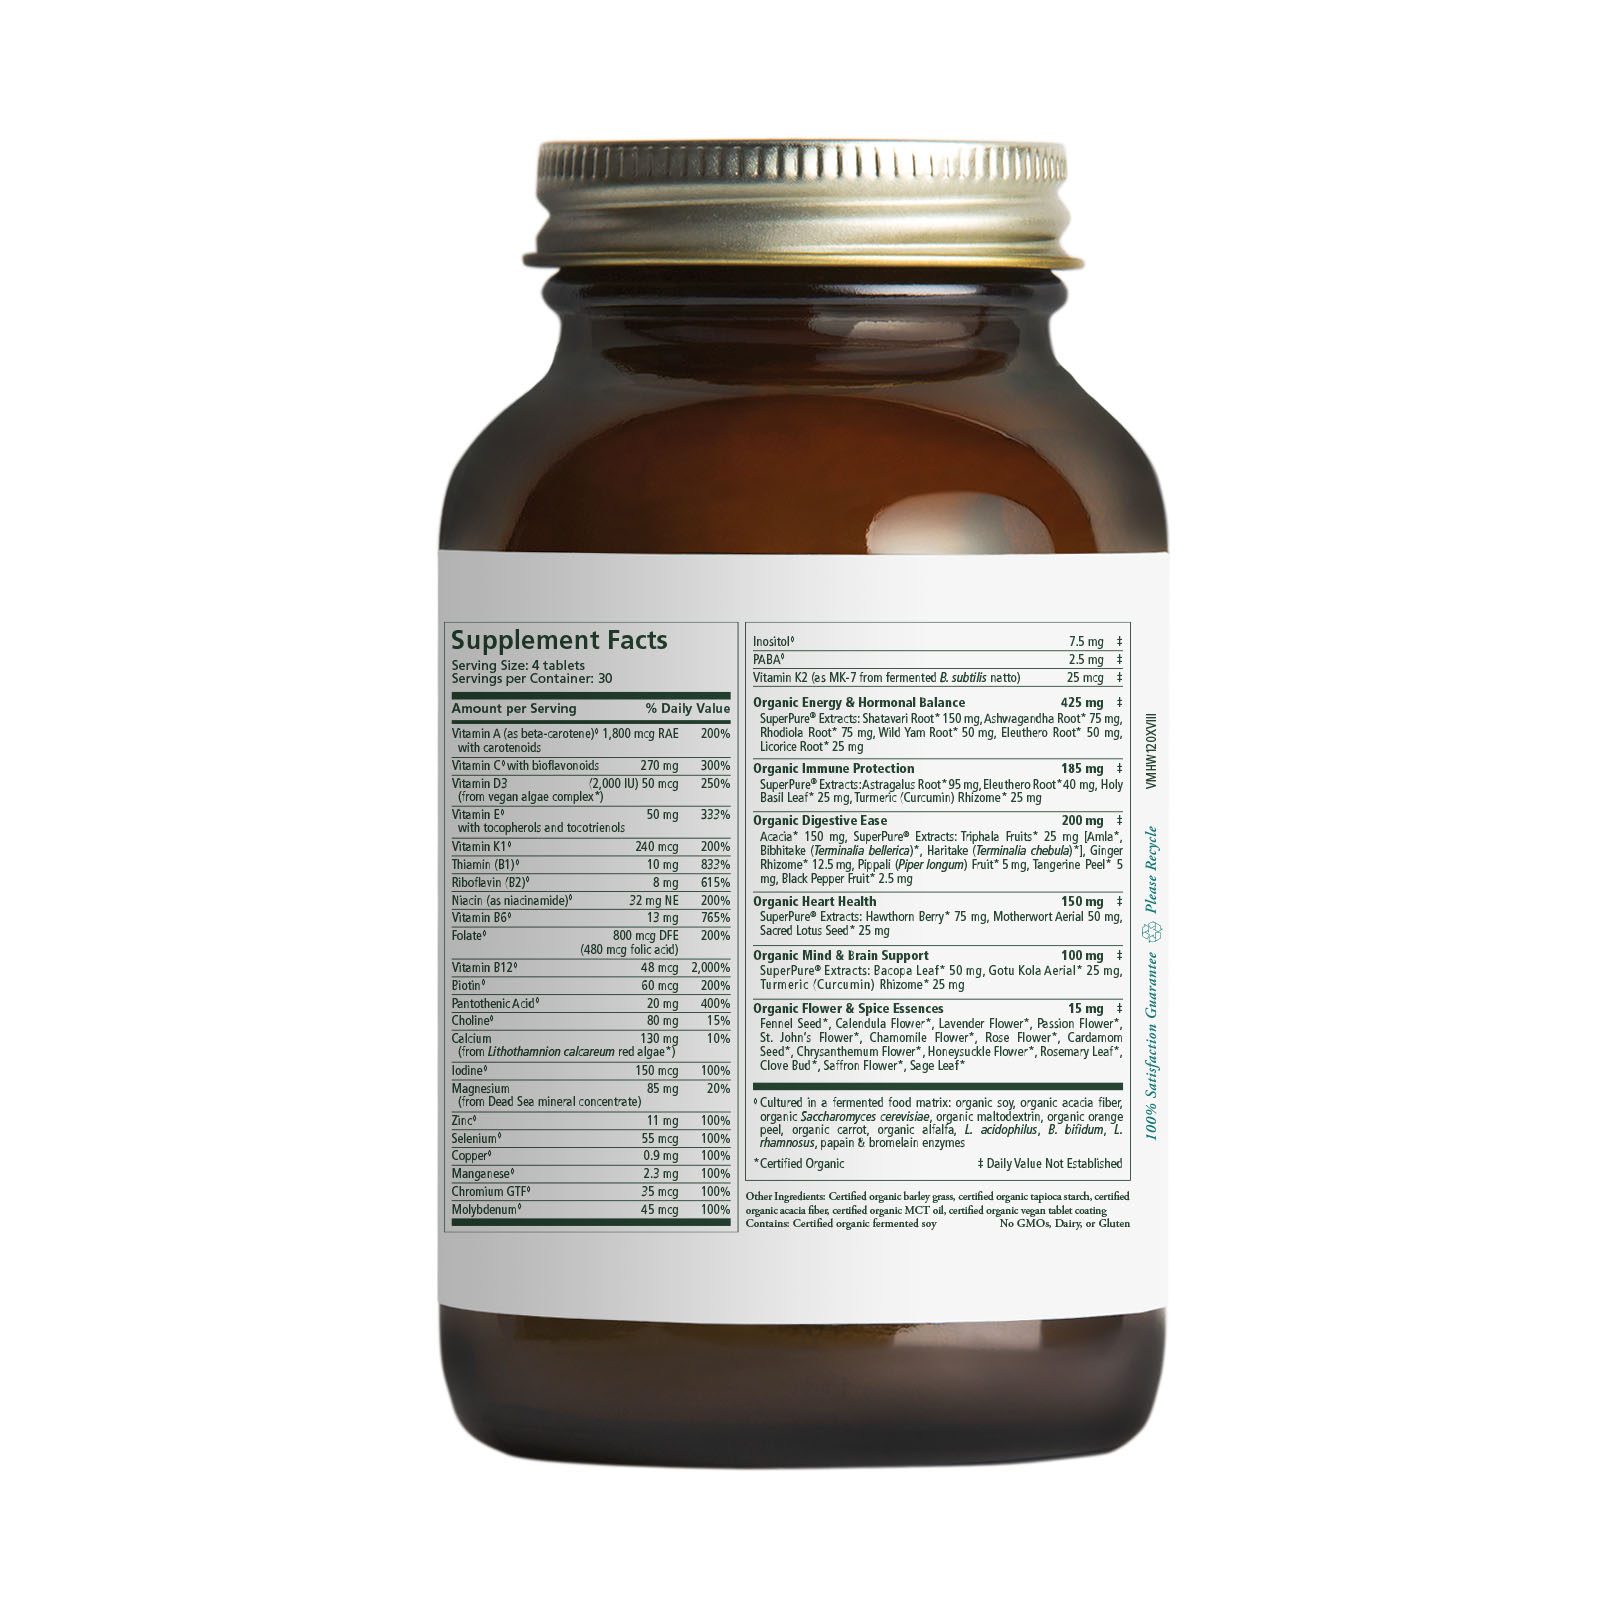 Supplement Facts
Serving Size: 4 tablets
Servings per Container: 30
Amount per Serving % Daily Value
Vitamin A (as beta-carotene)◊ 1,800 mcg RAE 200%
with carotenoids
Vitamin C◊ with bioflavonoids 270 mg 300%
Vitamin D3 (2,000 IU) 50 mcg 250%
(from vegan algae complex*)
Vitamin E◊ 50 mg 333%
with tocopherols and tocotrienols
Vitamin K1◊ 240 mcg 200%
Thiamin (B1)◊ 10 mg 833%
Riboflavin (B2)◊ 8 mg 615%
Niacin (as niacinamide)◊ 32 mg NE 200%
Vitamin B6◊ 13 mg 765%
Folate◊ 800 mcg DFE 200%
(480 mcg folic acid)
Vitamin B12◊ 48 mcg 2,000%
Biotin◊ 60 mcg 200%
Pantothenic Acid◊ 20 mg 400%
Choline◊ 80 mg 15%
Calcium 130 mg 10%
(from Lithothamnion calcareum red algae*)
Iodine◊ 150 mcg 100%
Magnesium 85 mg 20%
(from Dead Sea mineral concentrate)
Zinc◊ 11 mg 100%
Selenium◊ 55 mcg 100%
Copper◊ 0.9 mg 100%
Manganese◊ 2.3 mg 100%
Chromium GTF◊ 35 mcg 100%
Molybdenum◊ 45 mcg 100%
Inositol◊ 7.5 mg ‡
PABA◊ 2.5 mg ‡
Vitamin K2 (as MK-7 from fermented B. subtilis natto) 25 mcg ‡
Organic Energy & Hormonal Balance 425 mg ‡
SuperPure® Extracts: Shatavari Root* 150 mg, Ashwagandha Root* 75 mg,
Rhodiola Root* 75 mg, Wild Yam Root* 50 mg, Eleuthero Root* 50 mg,
Licorice Root* 25 mg
Organic Immune Protection 185 mg ‡
SuperPure® Extracts: Astragalus Root* 95 mg, Eleuthero Root* 40 mg, Holy
Basil Leaf* 25 mg, Turmeric (Curcumin) Rhizome* 25 mg
Organic Digestive Ease 200 mg ‡
Acacia* 150 mg, SuperPure® Extracts: Triphala Fruits* 25 mg [Amla*,
Bibhitake (Terminalia bellerica)*, Haritake (Terminalia chebula)*], Ginger
Rhizome* 12.5 mg, Pippali (Piper longum) Fruit* 5 mg, Tangerine Peel* 5
mg, Black Pepper Fruit* 2.5 mg
Organic Heart Health 150 mg ‡
SuperPure® Extracts: Hawthorn Berry* 75 mg, Motherwort Aerial 50 mg,
Sacred Lotus Seed* 25 mg
Organic Mind & Brain Support 100 mg ‡
SuperPure® Extracts: Bacopa Leaf* 50 mg, Gotu Kola Aerial* 25 mg,
Turmeric (Curcumin) Rhizome* 25 mg
Organic Flower & Spice Essences 15 mg ‡
Fennel Seed*, Calendula Flower*, Lavender Flower*, Passion Flower*,
St. John's Flower*, Chamomile Flower*, Rose Flower*, Cardamom
Seed*, Chrysanthemum Flower*, Honeysuckle Flower*, Rosemary Leaf*,
Clove Bud*, Saffron Flower*, Sage Leaf*
◊ Cultured in a fermented food matrix: organic soy, organic acacia fiber,
organic Saccharomyces cerevisiae, organic maltodextrin, organic orange
peel, organic carrot, organic alfalfa, L. acidophilus, B. bifidum, L.
rhamnosus, papain & bromelain enzymes
*Certified Organic ‡ Daily Value Not Established
Other Ingredients: Certified organic barley grass, certified organic tapioca starch, certified
organic acacia fiber, certified organic MCT oil, certified organic vegan tablet coating
Contains: Certified organic fermented soy No GMOs, Dairy, or Gluten
100% Satisfaction Guarantee Please Recycle VMHW120XVIII